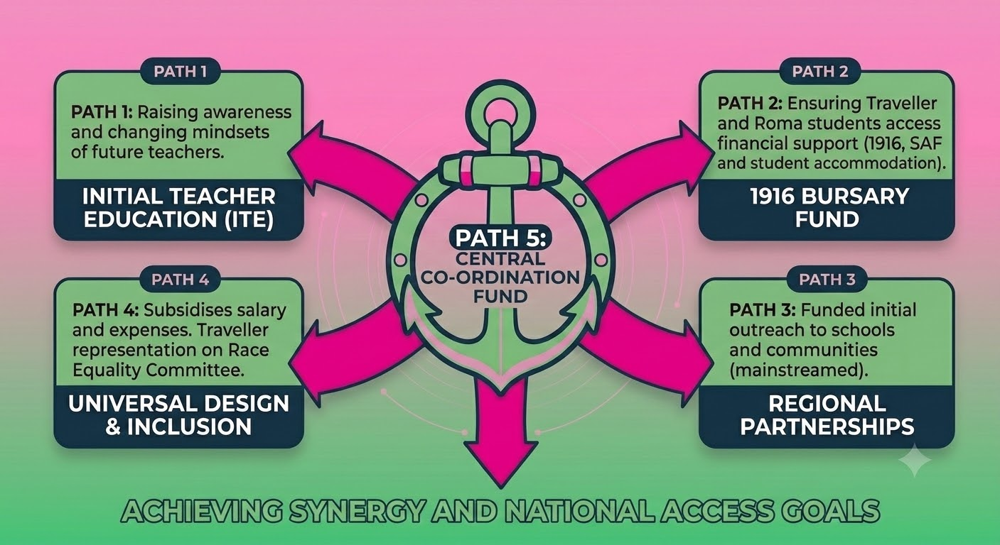 PATH 1
PATH 1: Raising awareness
and changing mindsets
of future teachers.
INITIAL TEACHER
EDUCATION (ITE)
PATH 2
PATH 2: Ensuring Traveller
and Roma students access
financial support (1916, SAF
and student accommodation).
1916 BURSARY
FUND
PATH 5:
CENTRAL
CO-ORDINATION
FUND
PATH 4
PATH 4: Subsidises salary
and expenses. Traveller
representation on Race
Equality Committee.
UNIVERSAL DESIGN
& INCLUSION
PATH 3
PATH 3: Funded initial
outreach to schools
and communities
(mainstreamed).
REGIONAL
PARTNERSHIPS
ACHIEVING SYNERGY AND NATIONAL ACCESS GOALS